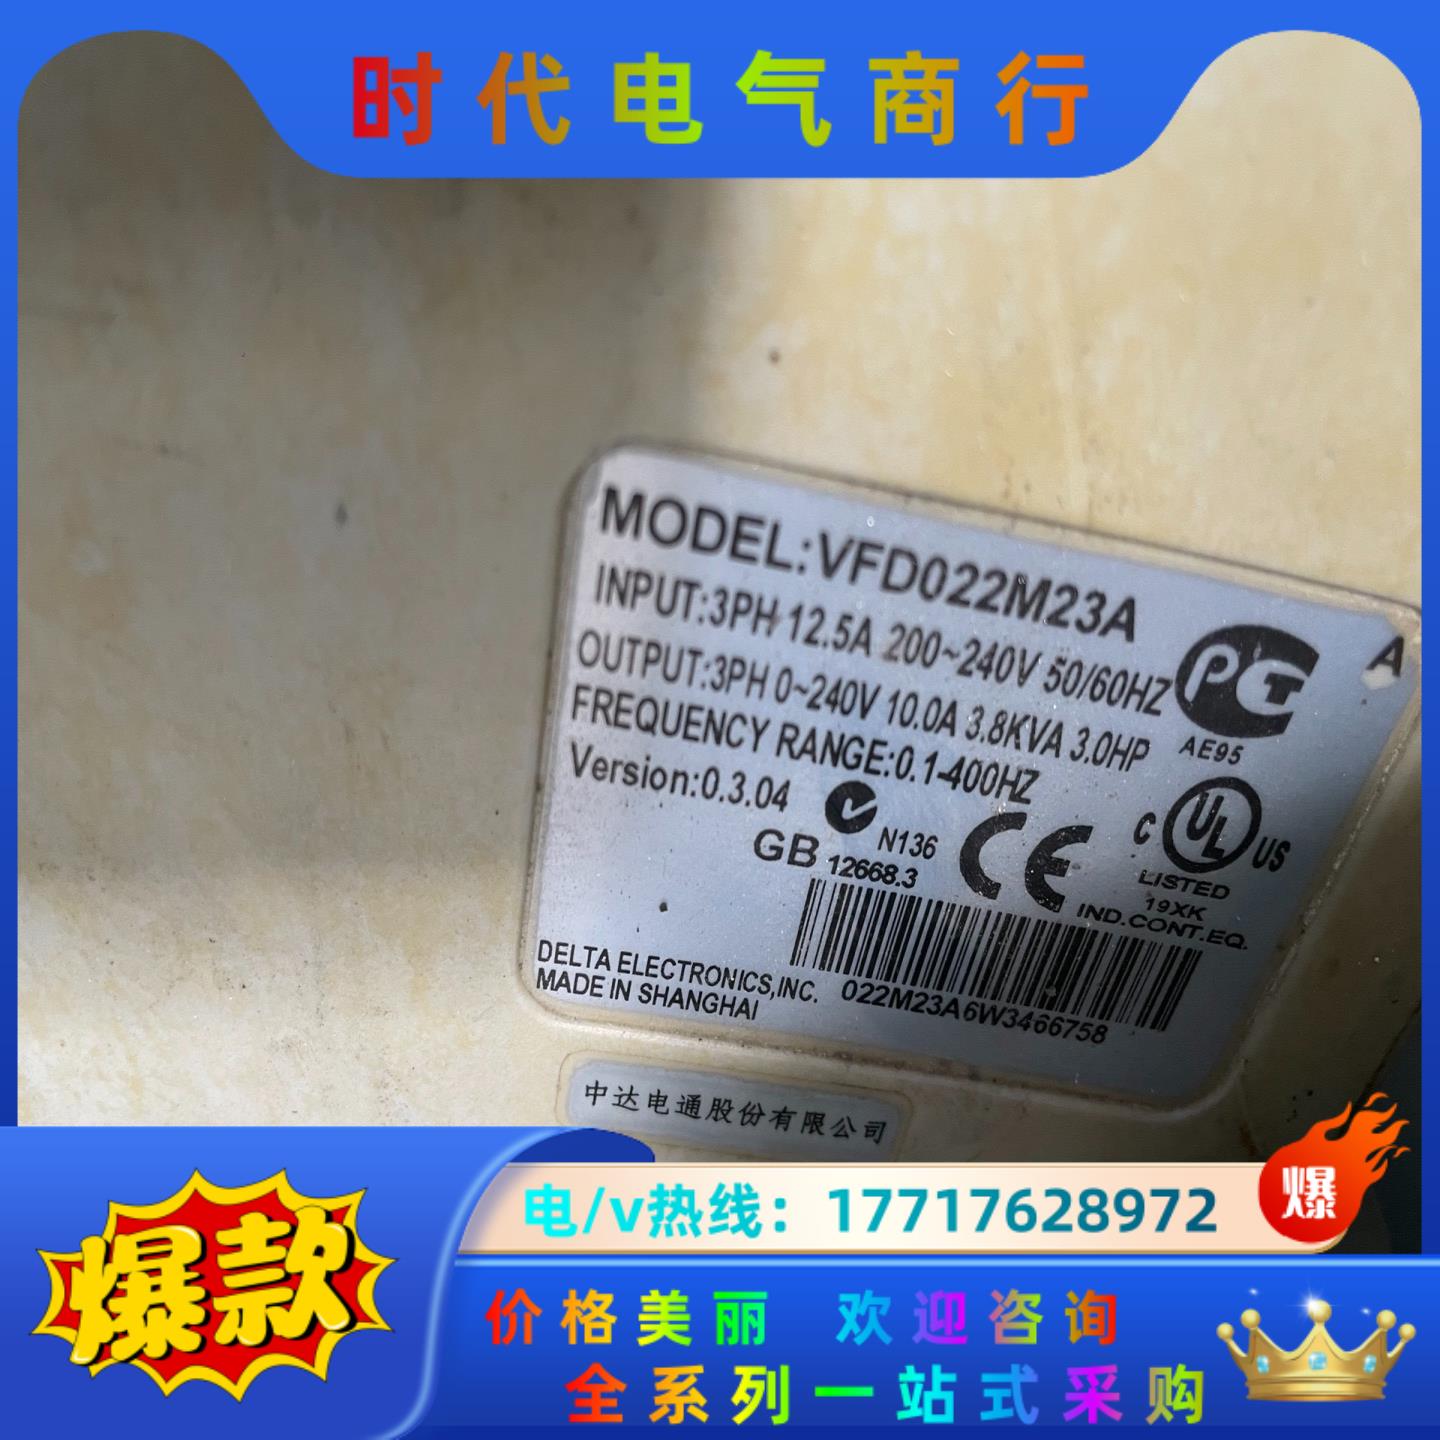 时代电气商行
MODEL:VFD022M23A
INPUT:3PH 12.5A 200~240V 50/60HZ
OUTPUT:3PH 0~240V 10.0A 3.8KVA 3.0HP
FREQUENCY RANGE:0.1-400HZ
Version:0.3.04
A
PCT
AE95
N136
GB 12668.3
CE
C UL US
LISTED
19XK
IND.CONT.EQ.
DELTA ELECTRONICS,INC.
MADE IN SHANGHAI
022M23A6W3466758
中达电通股份有限公司
电/v热线：17717628972
爆
爆款
价格美丽 欢迎咨询
全系列一站式采购